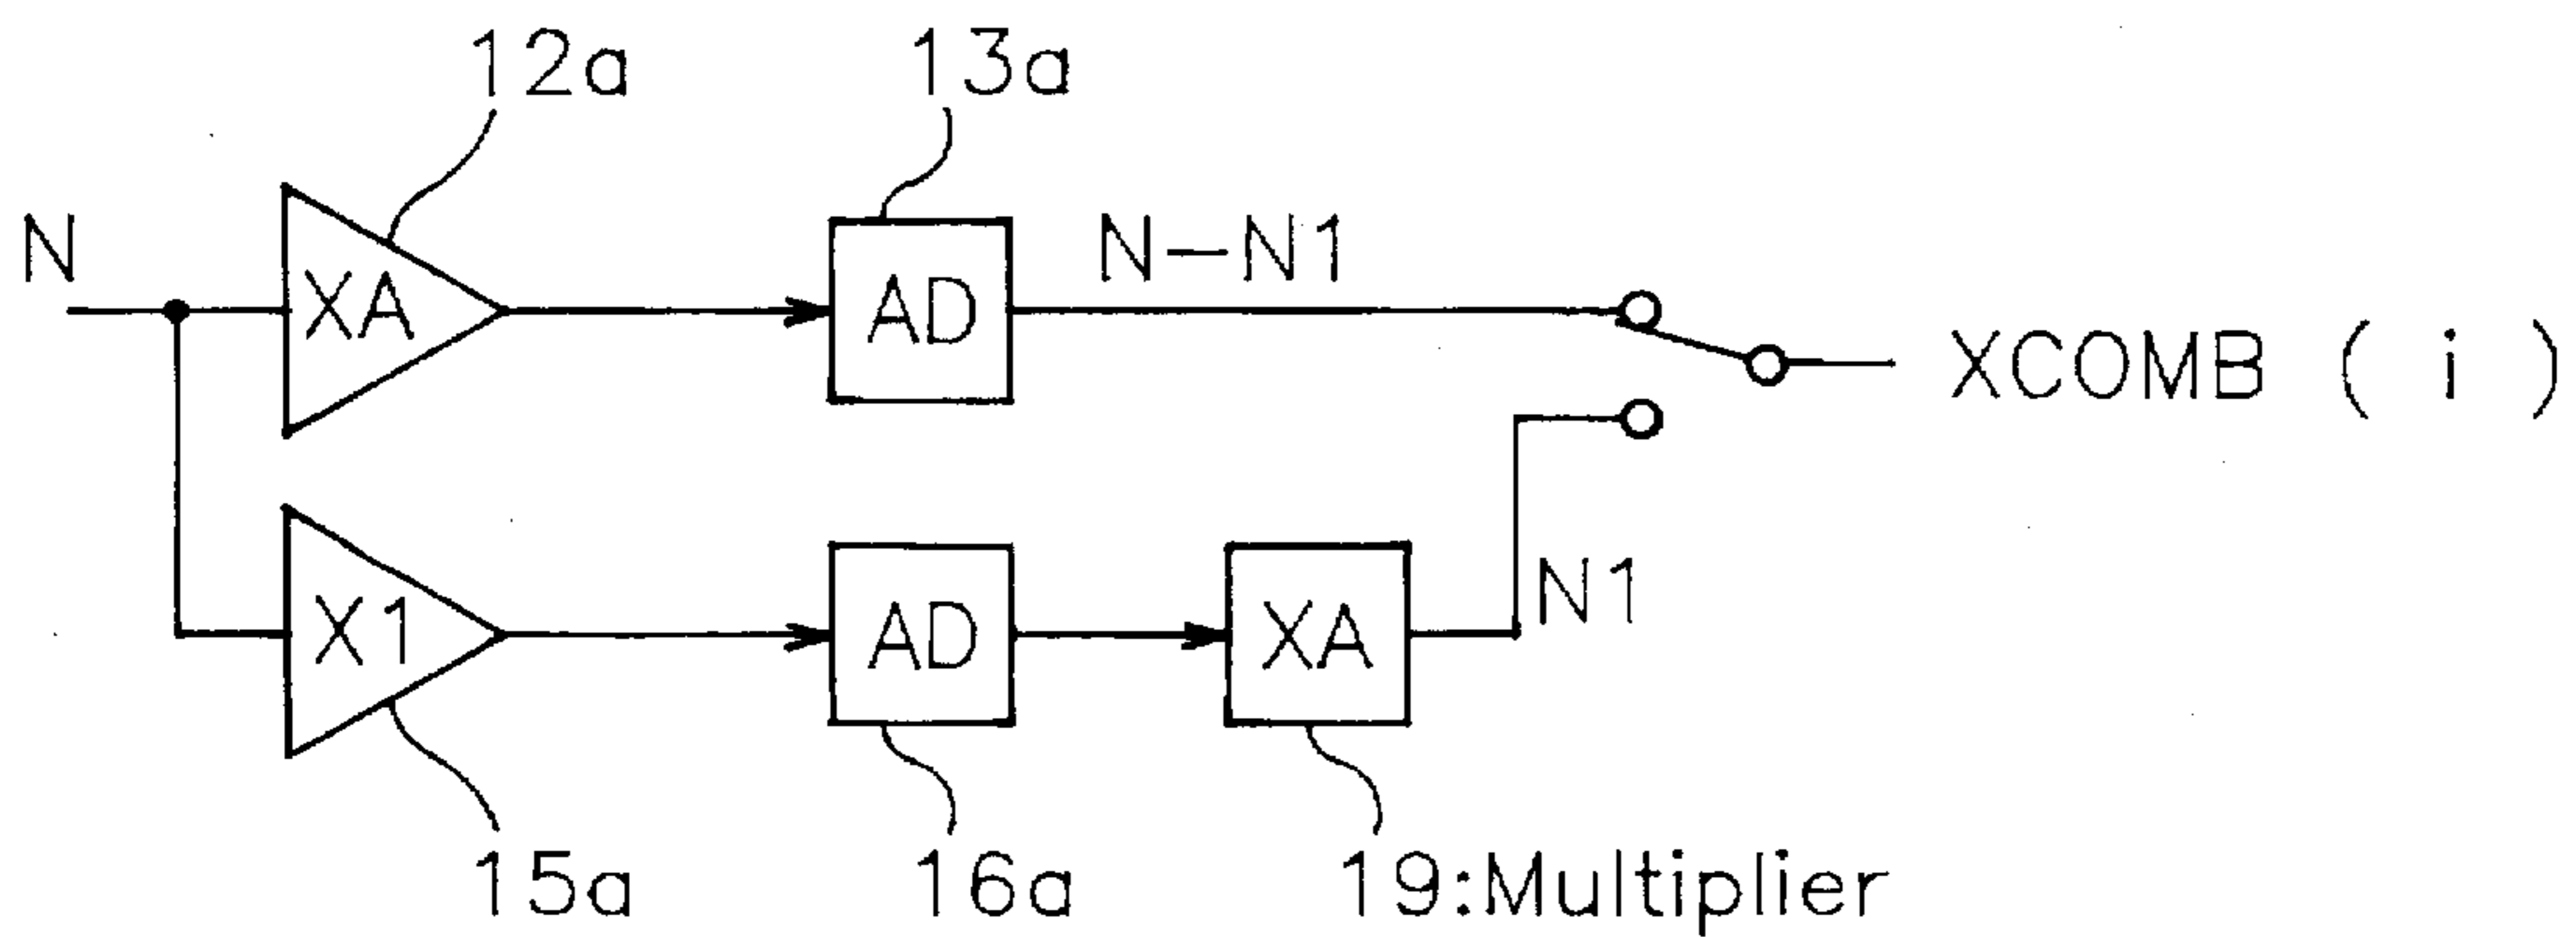 12a
13a
N
XA
AD
N-N1
XCOMB ( i )
X1
AD
XA
N1
15a
16a
19:Multiplier